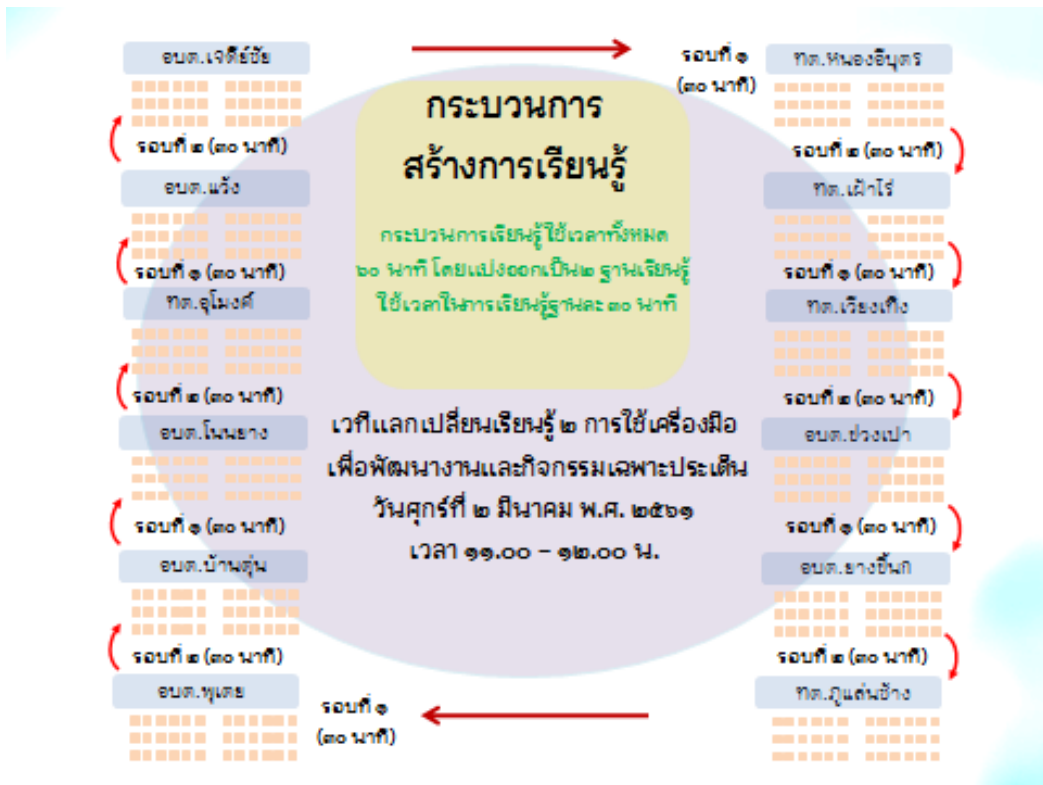 อบต.เจดีย์ชัย
รอบที่ ๒ (๓๐ นาที)
อบต.แว้ง
รอบที่ ๑ (๓๐ นาที)
ทต.อุโมงค์
รอบที่ ๒ (๓๐ นาที)
อบต.โนนยาง
รอบที่ ๑ (๓๐ นาที)
อบต.บ้านตุ่น
รอบที่ ๒ (๓๐ นาที)
อบต.พุเตย
กระบวนการ
สร้างการเรียนรู้
กระบวนการเรียนรู้ใช้เวลาทั้งหมด
๖๐ นาที โดยแบ่งออกเป็น๒ ฐานเรียนรู้
ใช้เวลาในการเรียนรู้ฐานละ ๓๐ นาที
เวทีแลกเปลี่ยนเรียนรู้ ๒ การใช้เครื่องมือ
เพื่อพัฒนางานและกิจกรรมเฉพาะประเด็น
วันศุกร์ที่ ๒ มีนาคม พ.ศ. ๒๕๖๑
เวลา ๑๑.๐๐ – ๑๒.๐๐ น.
รอบที่ ๑
(๓๐ นาที)
รอบที่ ๑
(๓๐ นาที)
ทต.หนองอีบุตร
รอบที่ ๒ (๓๐ นาที)
ทต.เฝ้าไร่
รอบที่ ๑ (๓๐ นาที)
ทต.เวียงเทิง
รอบที่ ๒ (๓๐ นาที)
อบต.ช่วงเปา
รอบที่ ๑ (๓๐ นาที)
อบต.ยางขี้นก
รอบที่ ๒ (๓๐ นาที)
ทต.ภูแล่นช้าง